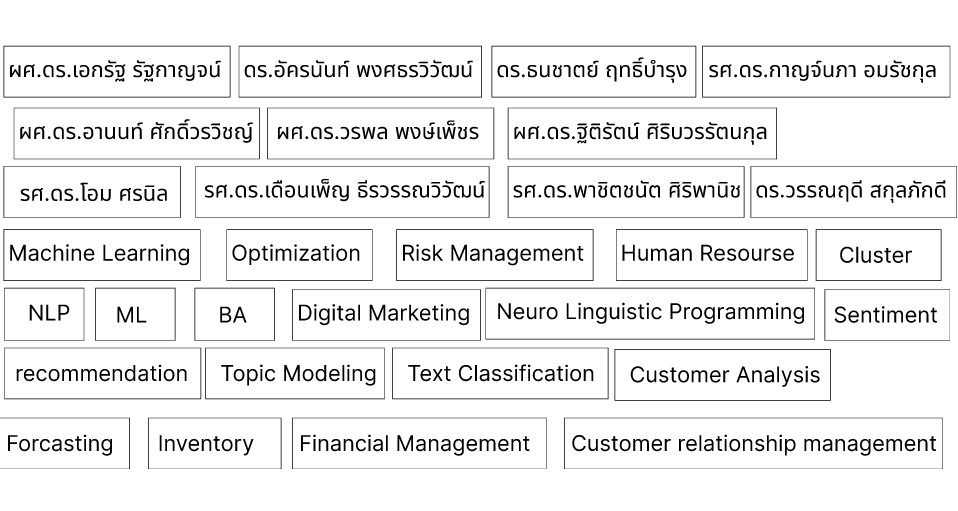 ผศ.ดร.เอกรัฐ รัฐกาญจน์ ดร.อัครนันท์ พงศธรวิวัฒน์ ดร.ธนชาตย์ ฤทธิ์บำรุง รศ.ดร.กาญจ์นภา อมรัชกุล
ผศ.ดร.อานนท์ ศักดิ์วรวิชญ์ ผศ.ดร.วรพล พงษ์เพ็ชร ผศ.ดร.ฐิติรัตน์ ศิริบวรรัตนกุล
รศ.ดร.โอม ศรนิล รศ.ดร.เดือนเพ็ญ ธีรวรรณวิวัฒน์ รศ.ดร.พาชิตชนัต ศิริพานิช ดร.วรรณฤดี สกุลภักดี
Machine Learning Optimization Risk Management Human Resourse Cluster
NLP ML BA Digital Marketing Neuro Linguistic Programming Sentiment
recommendation Topic Modeling Text Classification Customer Analysis
Forcasting Inventory Financial Management Customer relationship management